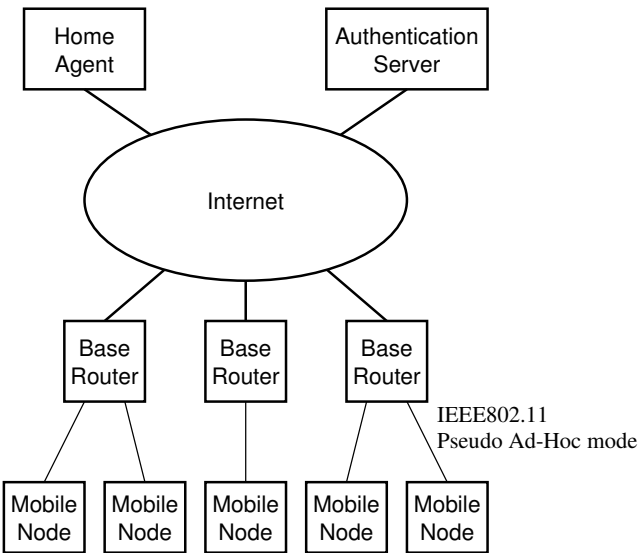 Home
Agent
Authentication
Server
Internet
Base
Router
Base
Router
Base
Router
IEEE802.11
Pseudo Ad-Hoc mode
Mobile
Node
Mobile
Node
Mobile
Node
Mobile
Node
Mobile
Node